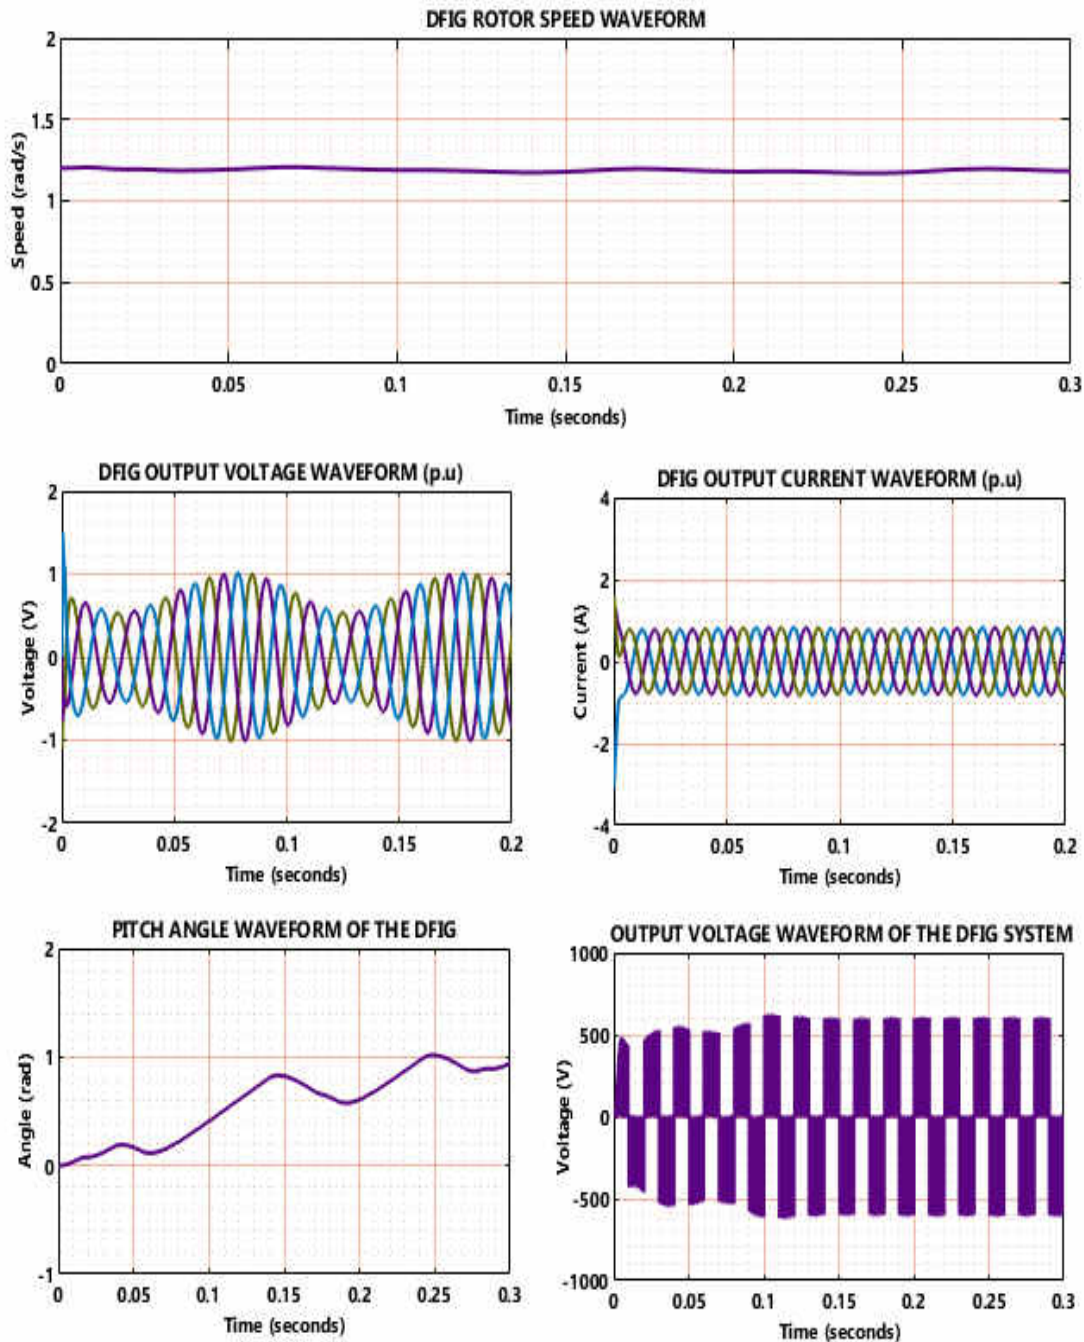 DFIG ROTOR SPEED WAVEFORM
2
1.5
1
0.5
0
Speed (rad/s)
0 0.05 0.1 0.15 0.2 0.25 0.3
Time (seconds)
DFIG OUTPUT VOLTAGE WAVEFORM (p.u)
2
1
0
-1
-2
Voltage (V)
0 0.05 0.1 0.15 0.2
Time (seconds)
DFIG OUTPUT CURRENT WAVEFORM (p.u)
4
2
0
-2
-4
Current (A)
0 0.05 0.1 0.15 0.2
Time (seconds)
PITCH ANGLE WAVEFORM OF THE DFIG
2
1
0
-1
Angle (rad)
0 0.05 0.1 0.15 0.2 0.25 0.3
Time (seconds)
OUTPUT VOLTAGE WAVEFORM OF THE DFIG SYSTEM
1000
500
0
-500
-1000
Voltage (V)
0 0.05 0.1 0.15 0.2 0.25 0.3
Time (seconds)